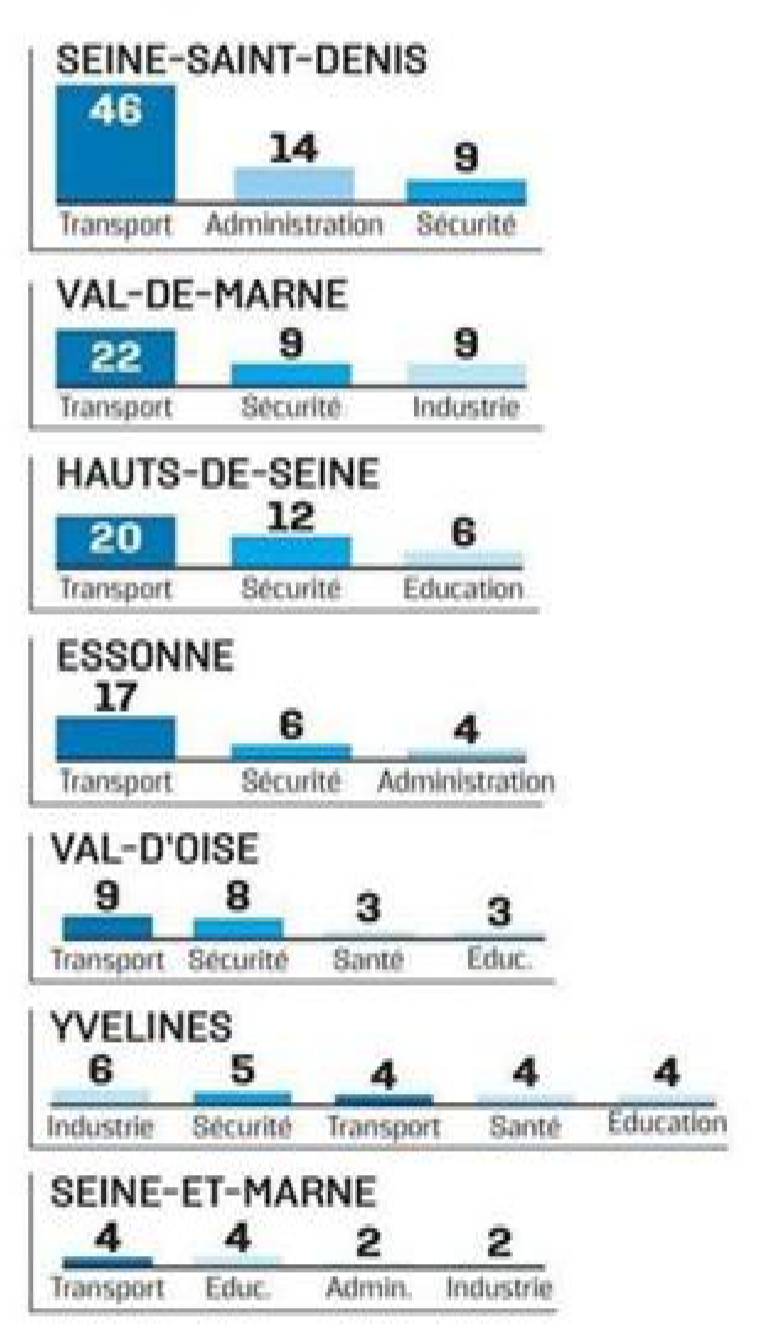 SEINE-SAINT-DENIS
46 14 9
Transport Administration Sécurité
VAL-DE-MARNE
22 9 9
Transport Sécurité Industrie
HAUTS-DE-SEINE
20 12 6
Transport Sécurité Education
ESSONNE
17 6 4
Transport Sécurité Administration
VAL-D'OISE
9 8 3 3
Transport Sécurité Santé Educ.
YVELINES
6 5 4 4 4
Industrie Sécurité Transport Santé Education
SEINE-ET-MARNE
4 4 2 2
Transport Educ. Admin. Industrie